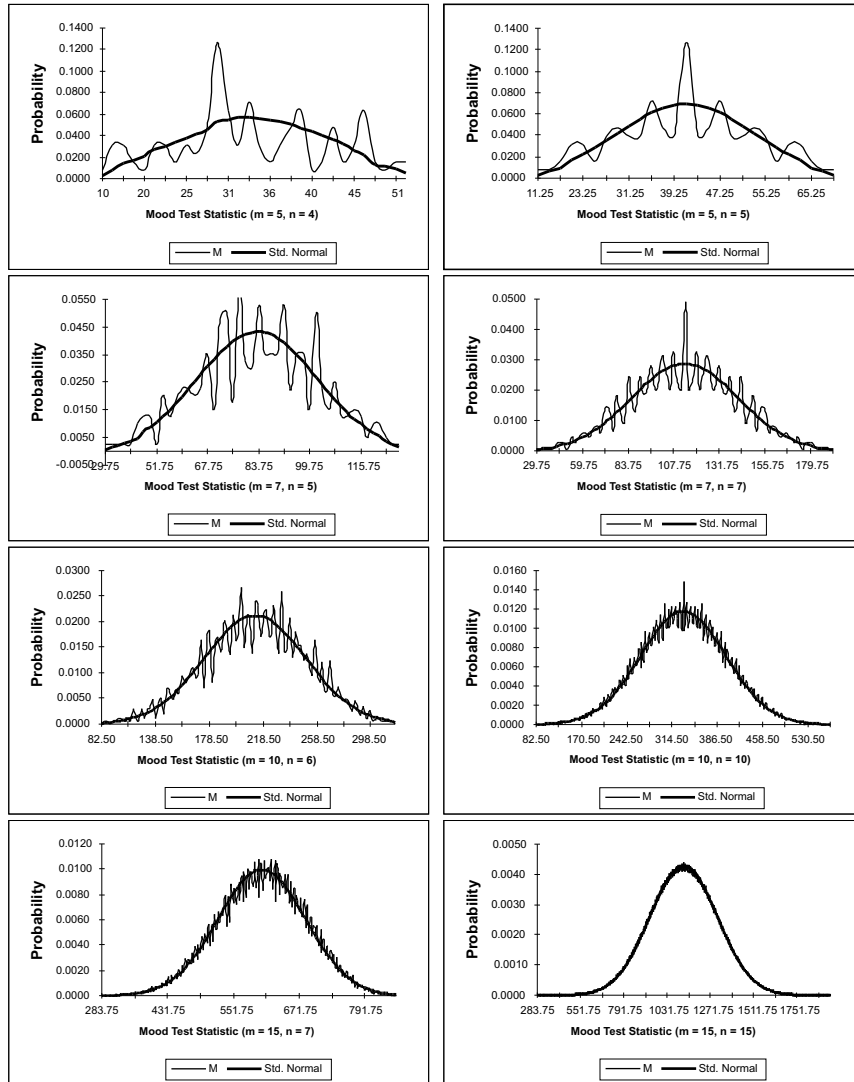 0.1400
0.1200
0.1000
0.0800
0.0600
0.0400
0.0200
0.0000
Probability
10 20 31 40 51
15 24 29 36 45
Mood Test Statistic (m = 5, n = 4)
M Std. Normal
0.1400
0.1200
0.1000
0.0800
0.0600
0.0400
0.0200
0.0000
Probability
11.25 23.25 31.25 39.25 47.25 55.25 65.25
Mood Test Statistic (m = 5, n = 5)
M Std. Normal
0.0550
0.0450
0.0350
0.0250
0.0150
0.0050
-0.0050
Probability
29.75 51.75 67.75 83.75 99.75 115.75
Mood Test Statistic (m = 7, n = 5)
M Std. Normal
0.0500
0.0400
0.0300
0.0200
0.0100
0.0000
Probability
29.75 59.75 83.75 107.75 131.75 155.75 179.75
Mood Test Statistic (m = 7, n = 7)
M Std. Normal
0.0300
0.0250
0.0200
0.0150
0.0100
0.0050
0.0000
Probability
82.50 138.50 178.50 218.50 258.50 298.50
Mood Test Statistic (m = 10, n = 6)
M Std. Normal
0.0160
0.0140
0.0120
0.0100
0.0080
0.0060
0.0040
0.0020
0.0000
Probability
82.50 170.50 242.50 314.50 386.50 458.50 530.50
Mood Test Statistic (m = 10, n = 10)
M Std. Normal
0.0120
0.0100
0.0080
0.0060
0.0040
0.0020
0.0000
Probability
283.75 431.75 551.75 671.75 791.75
Mood Test Statistic (m = 15, n = 7)
M Std. Normal
0.0050
0.0040
0.0030
0.0020
0.0010
0.0000
Probability
283.75 551.75 791.75 1031.75 1271.75 1511.75 1751.75
Mood Test Statistic (m = 15, n = 15)
M Std. Normal